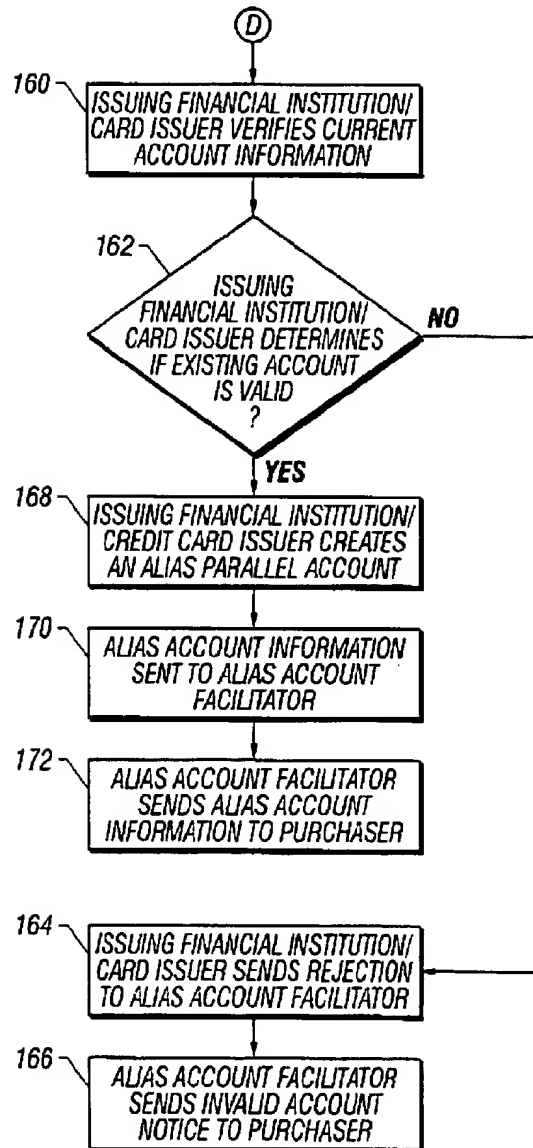 D
160
ISSUING FINANCIAL INSTITUTION/
CARD ISSUER VERIFIES CURRENT
ACCOUNT INFORMATION
162
ISSUING
FINANCIAL INSTITUTION/
CARD ISSUER DETERMINES
IF EXISTING ACCOUNT
IS VALID
?
NO
YES
168
ISSUING FINANCIAL INSTITUTION/
CREDIT CARD ISSUER CREATES
AN ALIAS PARALLEL ACCOUNT
170
ALIAS ACCOUNT INFORMATION
SENT TO ALIAS ACCOUNT
FACILITATOR
172
ALIAS ACCOUNT FACILITATOR
SENDS ALIAS ACCOUNT
INFORMATION TO PURCHASER
164
ISSUING FINANCIAL INSTITUTION/
CARD ISSUER SENDS REJECTION
TO ALIAS ACCOUNT FACILITATOR
166
ALIAS ACCOUNT FACILITATOR
SENDS INVALID ACCOUNT
NOTICE TO PURCHASER